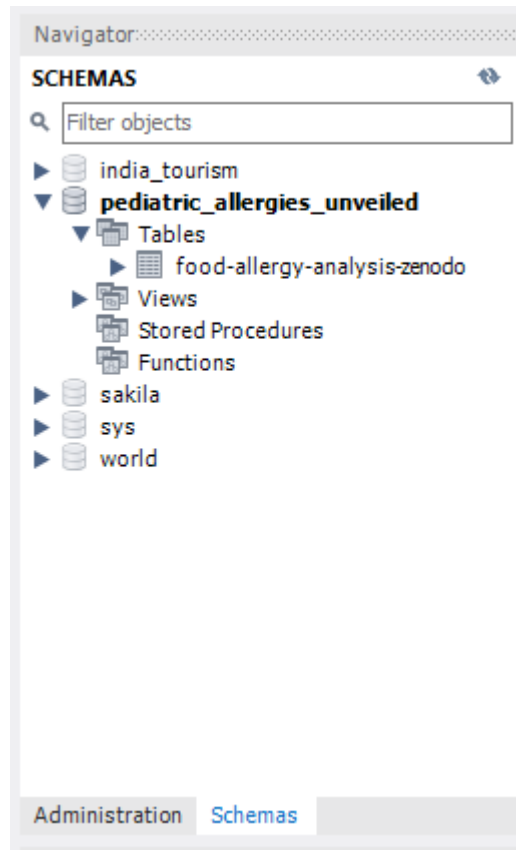 Navigator
SCHEMAS
Filter objects
india_tourism
pediatric_allergies_unveiled
Tables
food-allergy-analysis-zenodo
Views
Stored Procedures
Functions
sakila
sys
world
Administration Schemas